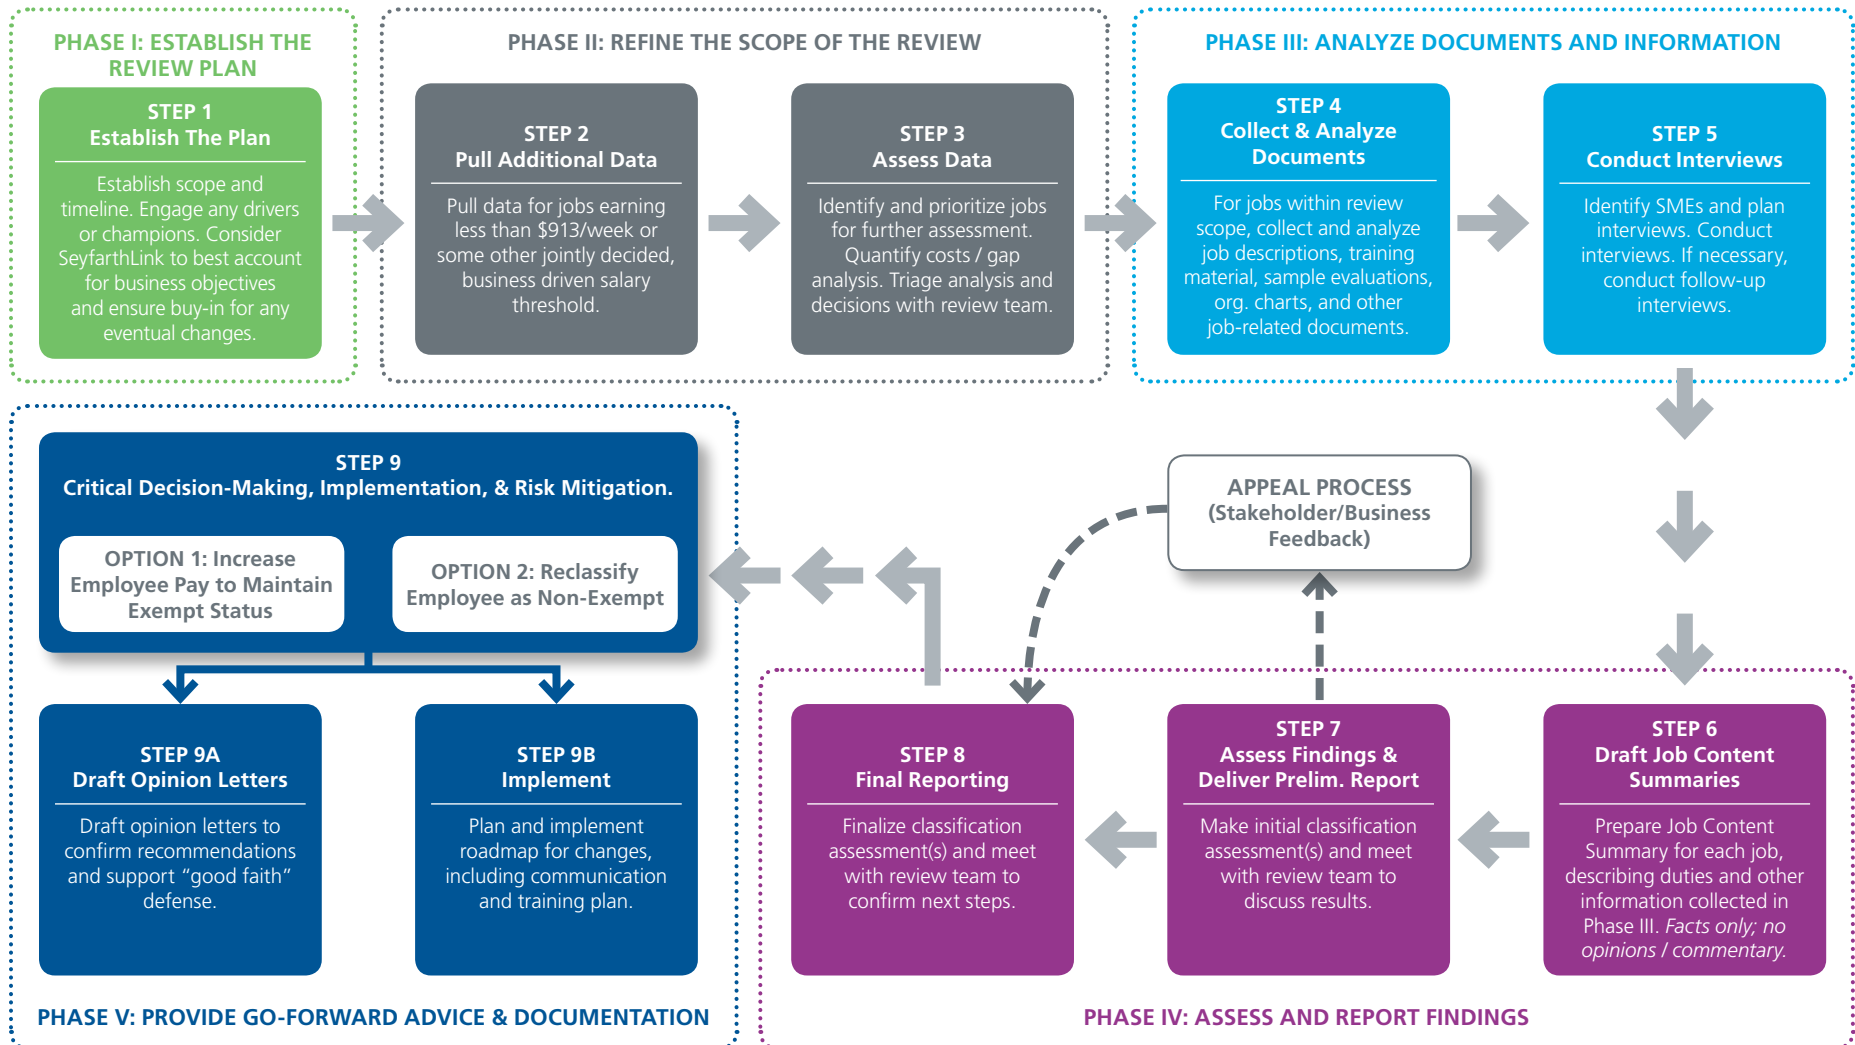 PHASE I: ESTABLISH THE
REVIEW PLAN
STEP 1
Establish The Plan
Establish scope and
timeline. Engage any drivers
or champions. Consider
SeyfarthLink to best account
for business objectives
and ensure buy-in for any
eventual changes.
PHASE II: REFINE THE SCOPE OF THE REVIEW
STEP 2
Pull Additional Data
Pull data for jobs earning
less than $913/week or
some other jointly decided,
business driven salary
threshold.
STEP 3
Assess Data
Identify and prioritize jobs
for further assessment.
Quantify costs / gap
analysis. Triage analysis and
decisions with review team.
PHASE III: ANALYZE DOCUMENTS AND INFORMATION
STEP 4
Collect & Analyze
Documents
For jobs within review
scope, collect and analyze
job descriptions, training
material, sample evaluations,
org. charts, and other
job-related documents.
STEP 5
Conduct Interviews
Identify SMEs and plan
interviews. Conduct
interviews. If necessary,
conduct follow-up
interviews.
APPEAL PROCESS
(Stakeholder/Business
Feedback)
STEP 6
Draft Job Content
Summaries
Prepare Job Content
Summary for each job,
describing duties and other
information collected in
Phase III. Facts only; no
opinions / commentary.
STEP 7
Assess Findings &
Deliver Prelim. Report
Make initial classification
assessment(s) and meet
with review team to
discuss results.
STEP 8
Final Reporting
Finalize classification
assessment(s) and meet
with review team to
confirm next steps.
PHASE IV: ASSESS AND REPORT FINDINGS
STEP 9
Critical Decision-Making, Implementation, & Risk Mitigation.
OPTION 1: Increase
Employee Pay to Maintain
Exempt Status
OPTION 2: Reclassify
Employee as Non-Exempt
STEP 9A
Draft Opinion Letters
Draft opinion letters to
confirm recommendations
and support “good faith”
defense.
STEP 9B
Implement
Plan and implement
roadmap for changes,
including communication
and training plan.
PHASE V: PROVIDE GO-FORWARD ADVICE & DOCUMENTATION